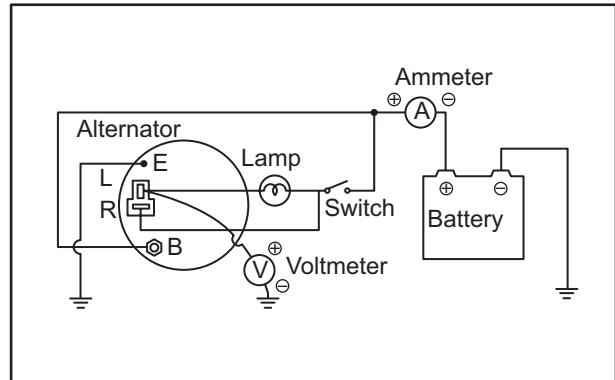 Ammeter
⊕ A ⊖
Alternator
E
Lamp
L
R
Switch
⊕ ⊖
Battery
B
⊕
V Voltmeter
⊖